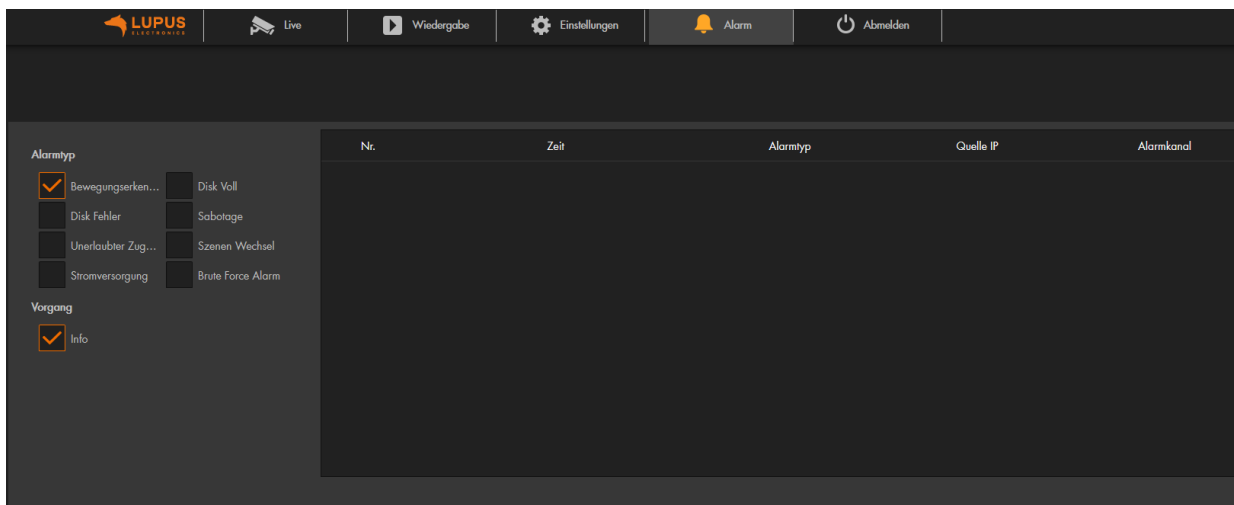 LUPUS
ELECTRONICS
Live
Wiedergabe
Einstellungen
Alarm
Abmelden
Alarmtyp
Bewegungserken...
Disk Voll
Disk Fehler
Sabotage
Unerlaubter Zug...
Szenen Wechsel
Stromversorgung
Brute Force Alarm
Vorgang
Info
Nr.
Zeit
Alarmtyp
Quelle IP
Alarmkanal